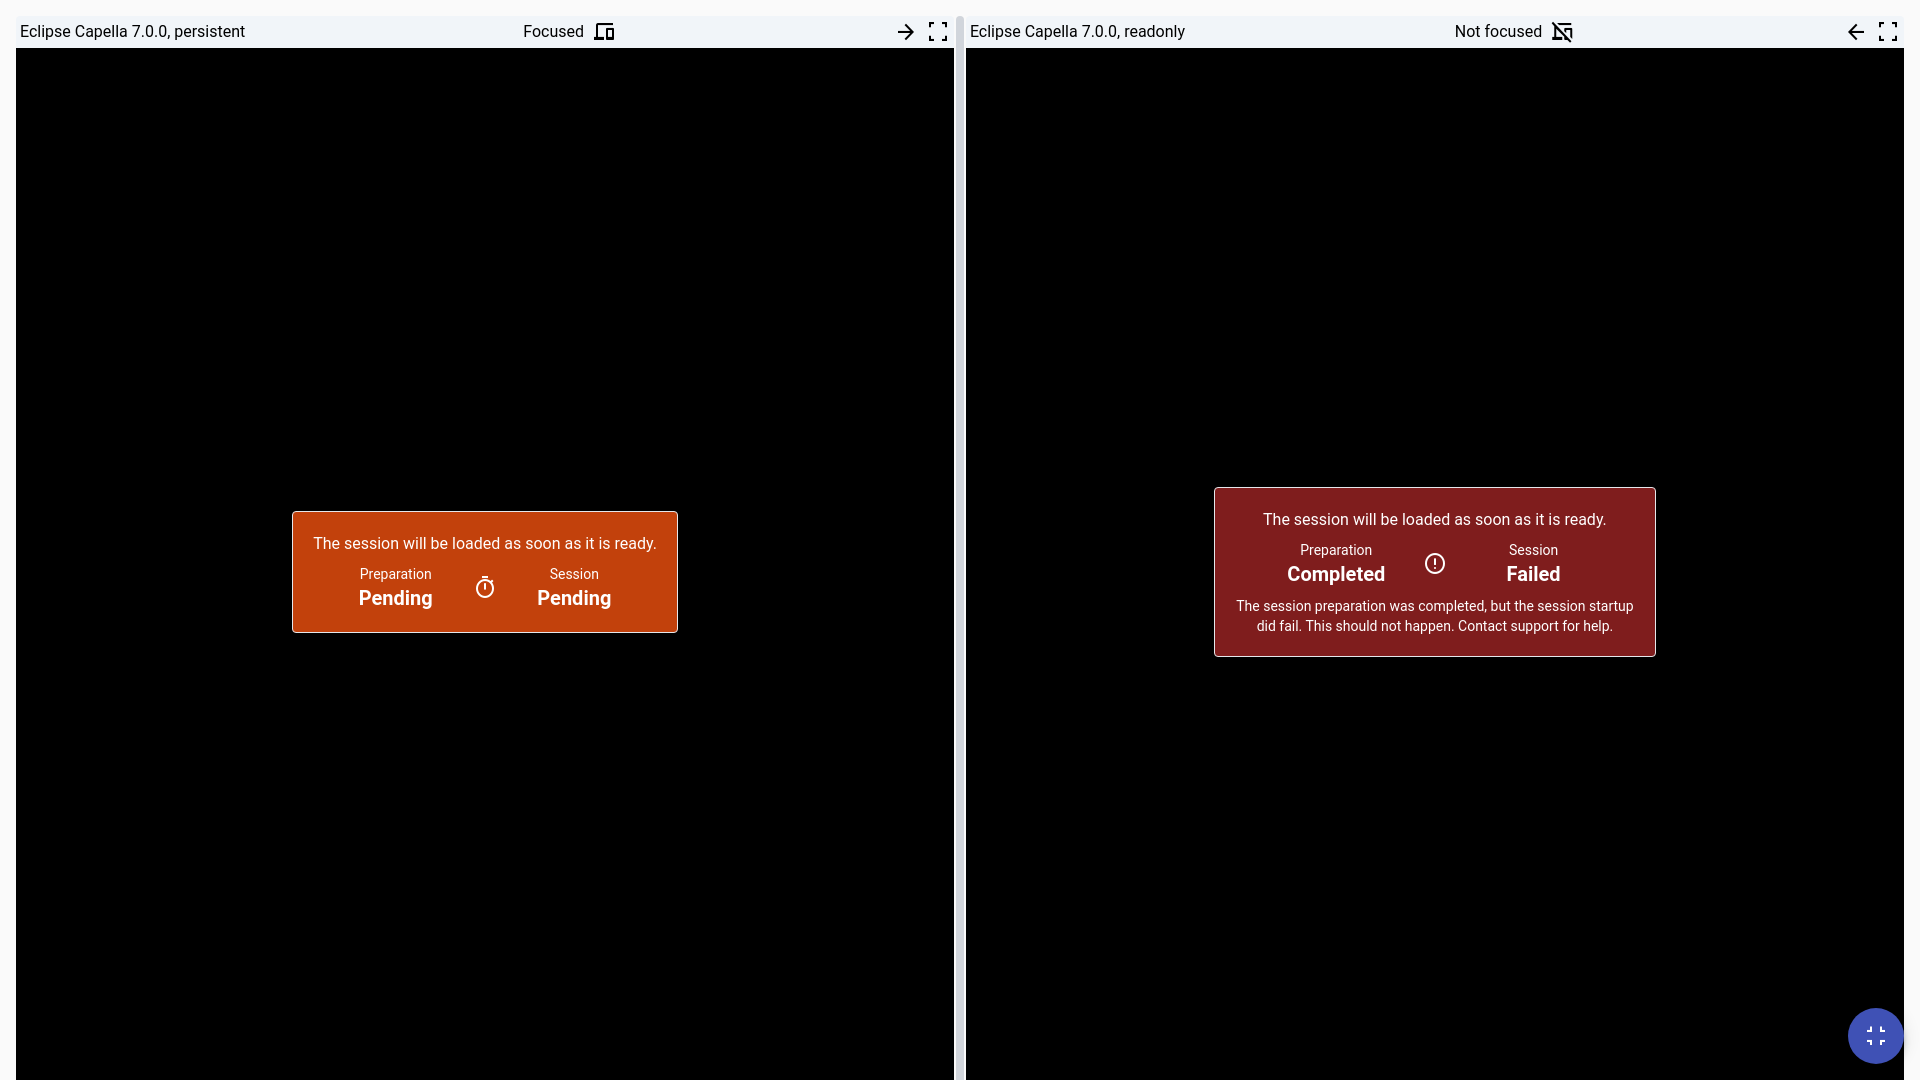 Eclipse Capella 7.0.0, persistent
Focused
Eclipse Capella 7.0.0, readonly
Not focused
The session will be loaded as soon as it is ready.
Preparation
Pending
Session
Pending
The session will be loaded as soon as it is ready.
Preparation
Completed
Session
Failed
The session preparation was completed, but the session startup
did fail. This should not happen. Contact support for help.